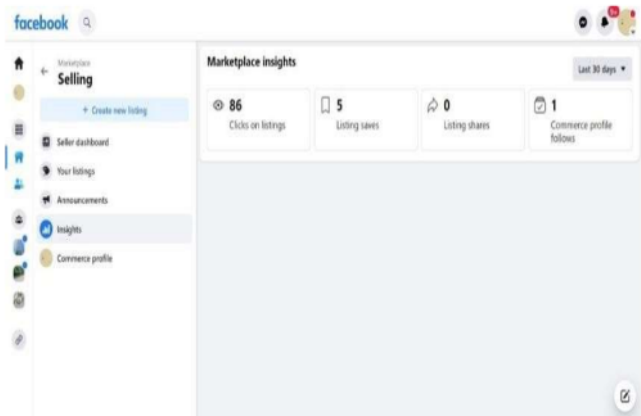 facebook
9+
Marketplace
Selling
+ Create new listing
Seller dashboard
Your listings
Announcements
Insights
Commerce profile
Marketplace insights
Last 30 days
86
Clicks on listings
5
Listing saves
0
Listing shares
1
Commerce profile
follows